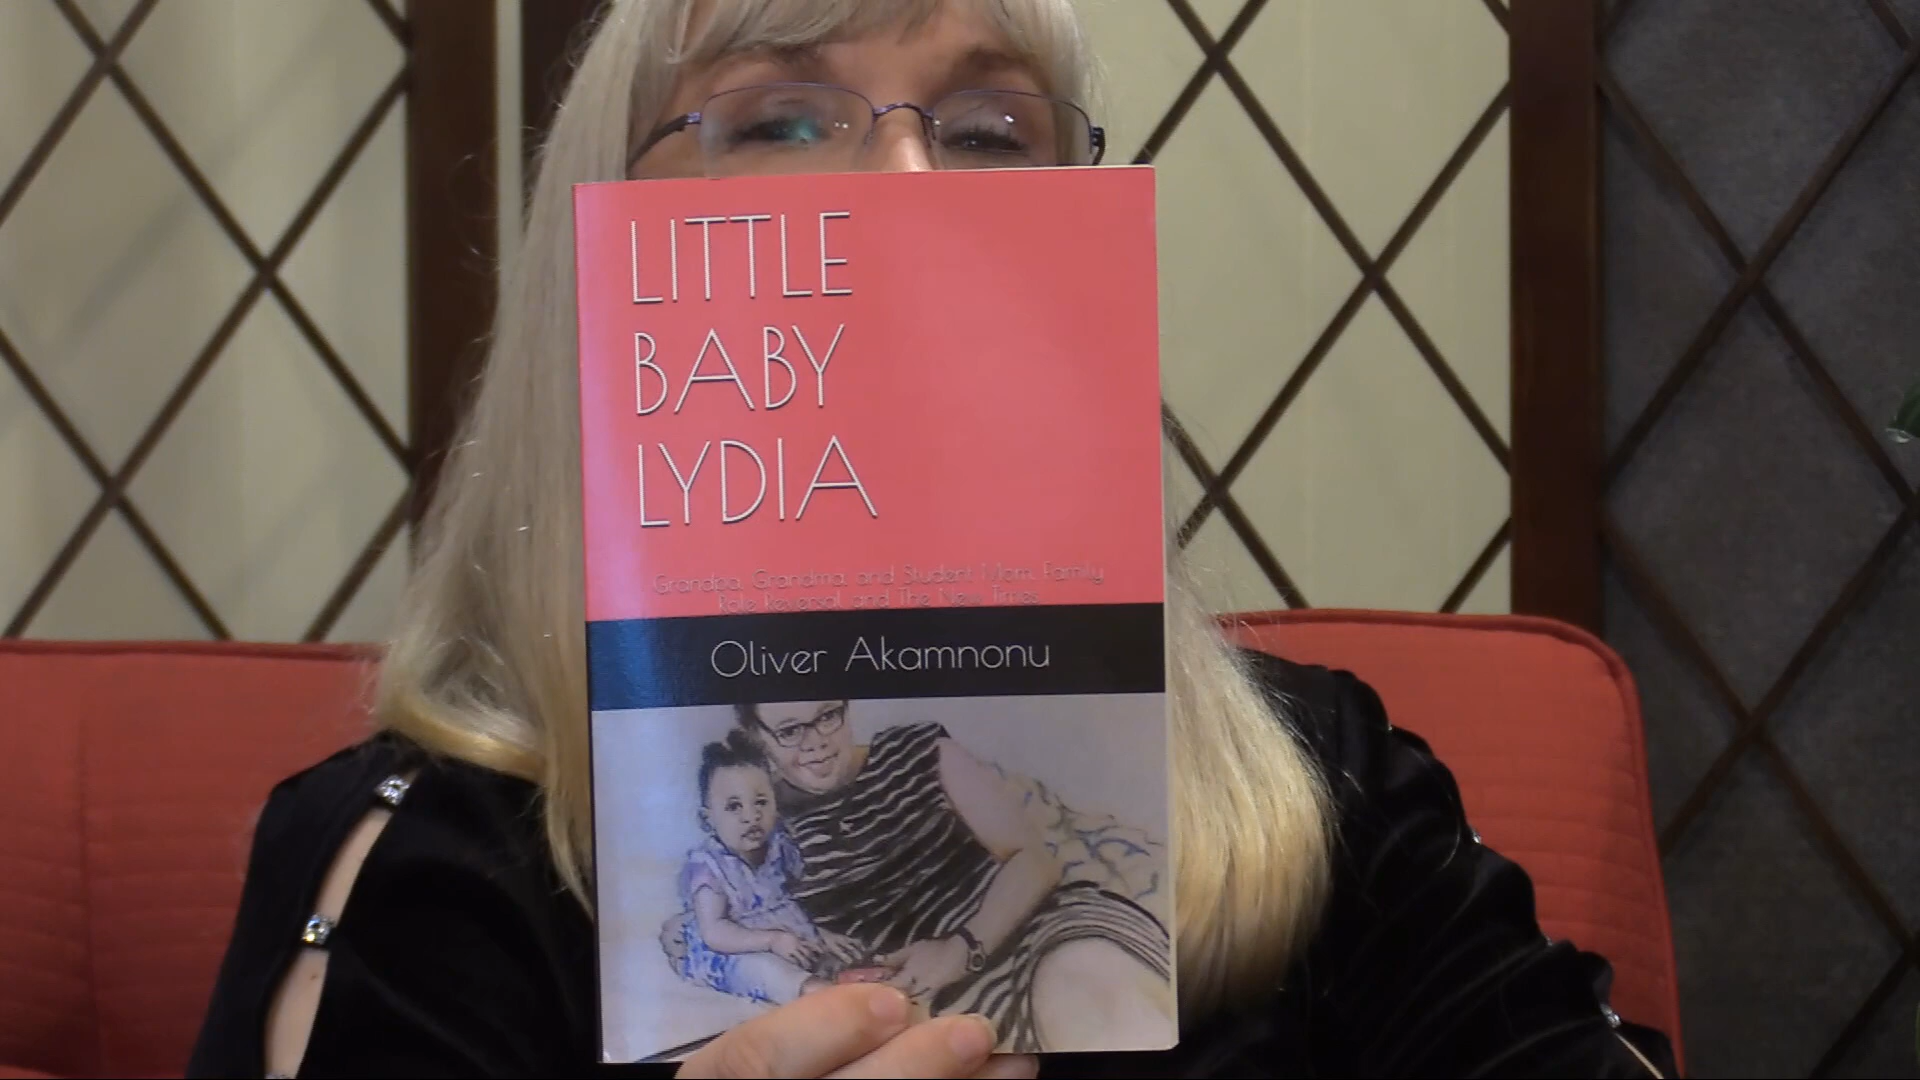 LITTLE
BABY
LYDIA
Grandpa, Grandma, and Student Mom. Family
Role Reversal, and The New Times
Oliver Akamnonu